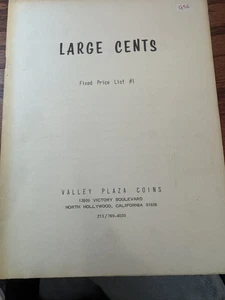 LARGE CENTS
Fixed Price List #1
VALLEY PLAZA COINS
VICTORY BOULEVARD
NORTH HOLLYWOOD, CALIFORNIA